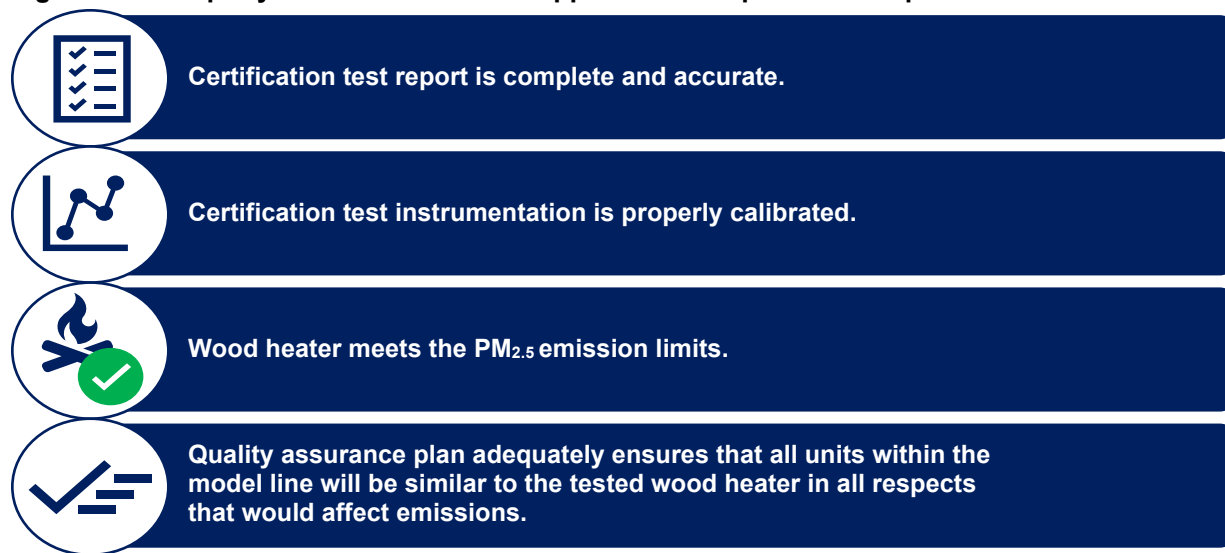 Certification test report is complete and accurate.
Certification test instrumentation is properly calibrated.
Wood heater meets the PM2.5 emission limits.
Quality assurance plan adequately ensures that all units within the
model line will be similar to the tested wood heater in all respects
that would affect emissions.